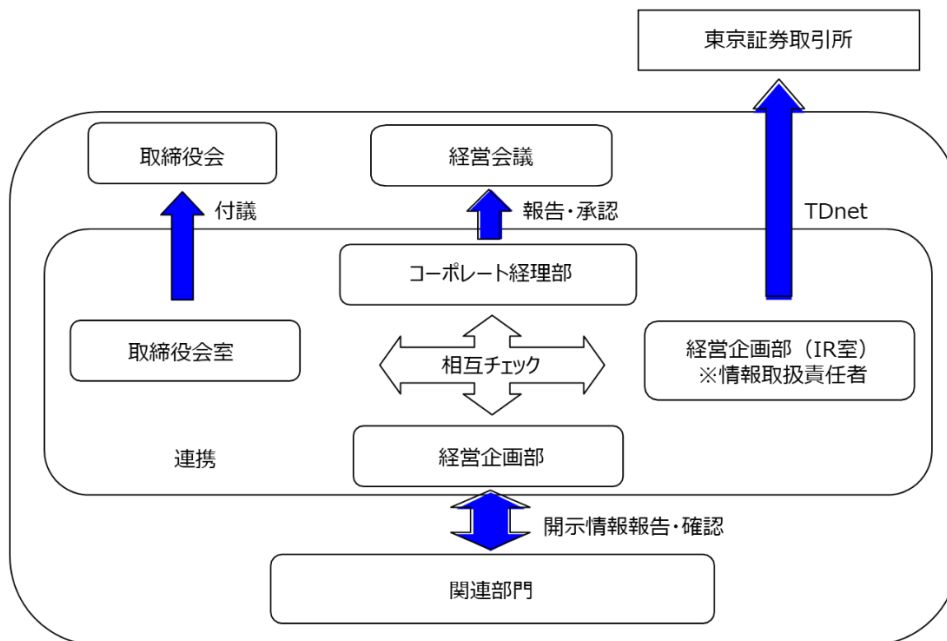 東京証券取引所
取締役会
経営会議
付議
報告・承認
TDnet
コーポレート経理部
取締役会室
相互チェック
経営企画部（IR室）
※情報取扱責任者
連携
経営企画部
開示情報報告・確認
関連部門